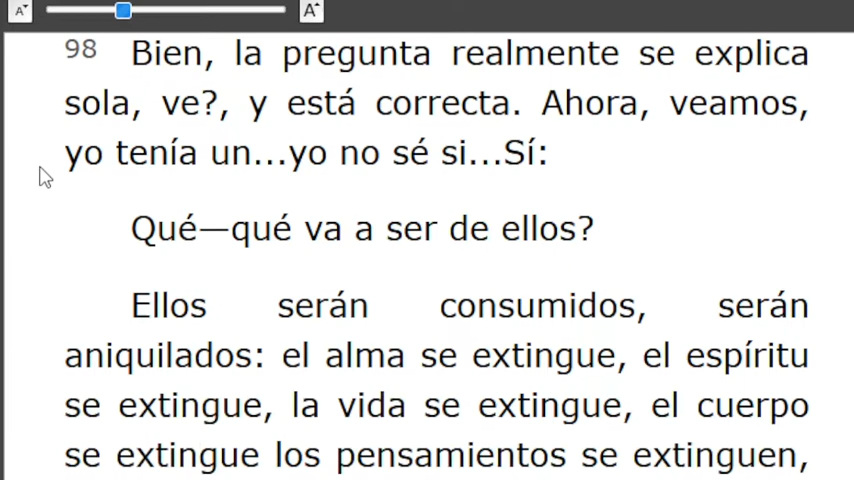 A A
98 Bien, la pregunta realmente se explica
sola, ve?, y está correcta. Ahora, veamos,
yo tenía un...yo no sé si...Sí:
Qué—qué va a ser de ellos?
Ellos serán consumidos, serán
aniquilados: el alma se extingue, el espíritu
se extingue, la vida se extingue, el cuerpo
se extingue los pensamientos se extinguen,